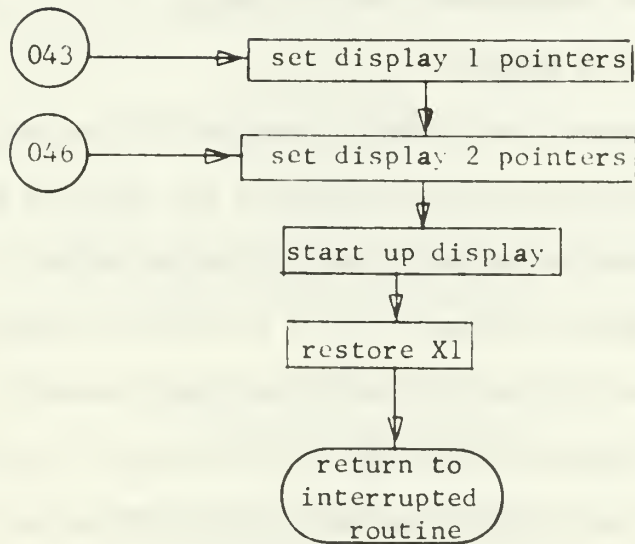 043
set display 1 pointers
046
set display 2 pointers
start up display
restore X1
return to
interrupted
routine